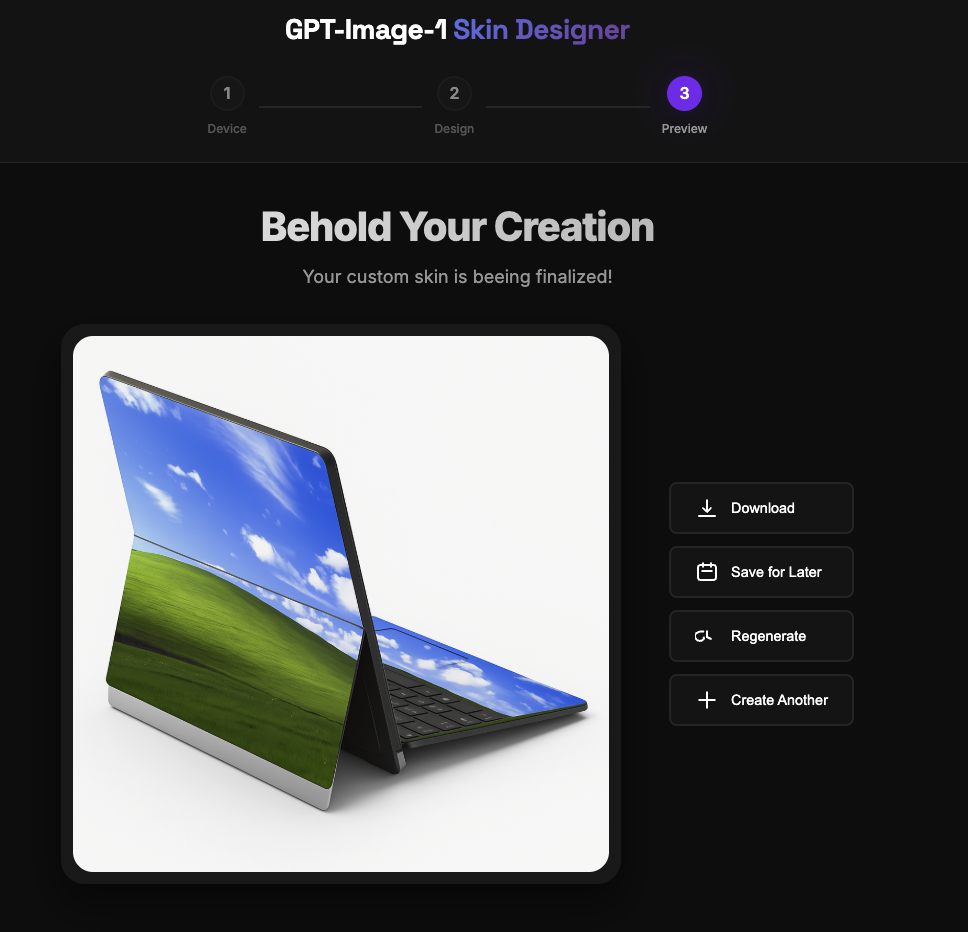 GPT-Image-1 Skin Designer
1
2
3
Device
Design
Preview
Behold Your Creation
Your custom skin is beeing finalized!
Download
Save for Later
Regenerate
Create Another